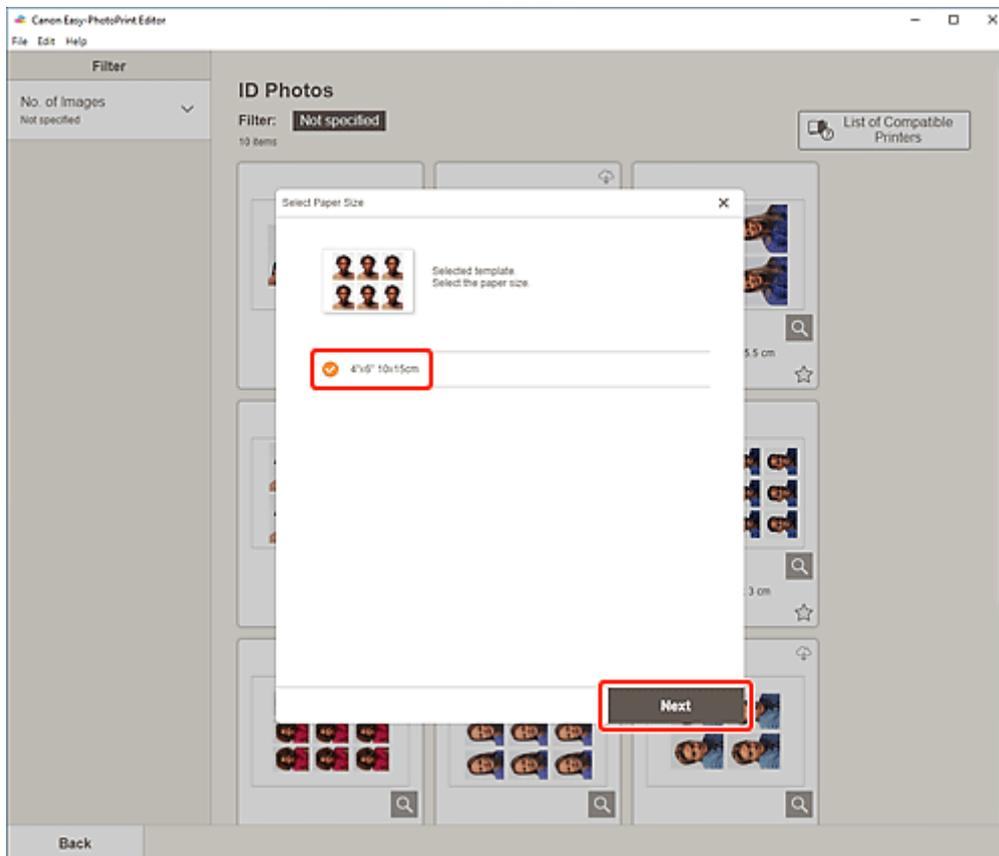 Canon Easy-PhotoPrint Editor
File Edit Help
Filter
No. of Images
Not specified
ID Photos
Filter: Not specified
10 items
List of Compatible
Printers
Select Paper Size
Selected template.
Select the paper size.
4"x6" 10x15cm
5.5 cm
3 cm
Next
Back